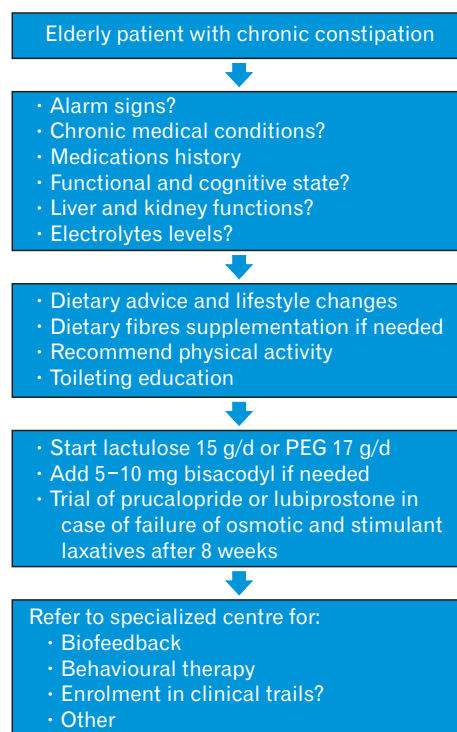 Elderly patient with chronic constipation
· Alarm signs?
· Chronic medical conditions?
· Medications history
· Functional and cognitive state?
· Liver and kidney functions?
· Electrolytes levels?
· Dietary advice and lifestyle changes
· Dietary fibres supplementation if needed
· Recommend physical activity
· Toileting education
· Start lactulose 15 g/d or PEG 17 g/d
· Add 5–10 mg bisacodyl if needed
· Trial of prucalopride or lubiprostone in
case of failure of osmotic and stimulant
laxatives after 8 weeks
Refer to specialized centre for:
· Biofeedback
· Behavioural therapy
· Enrolment in clinical trails?
· Other